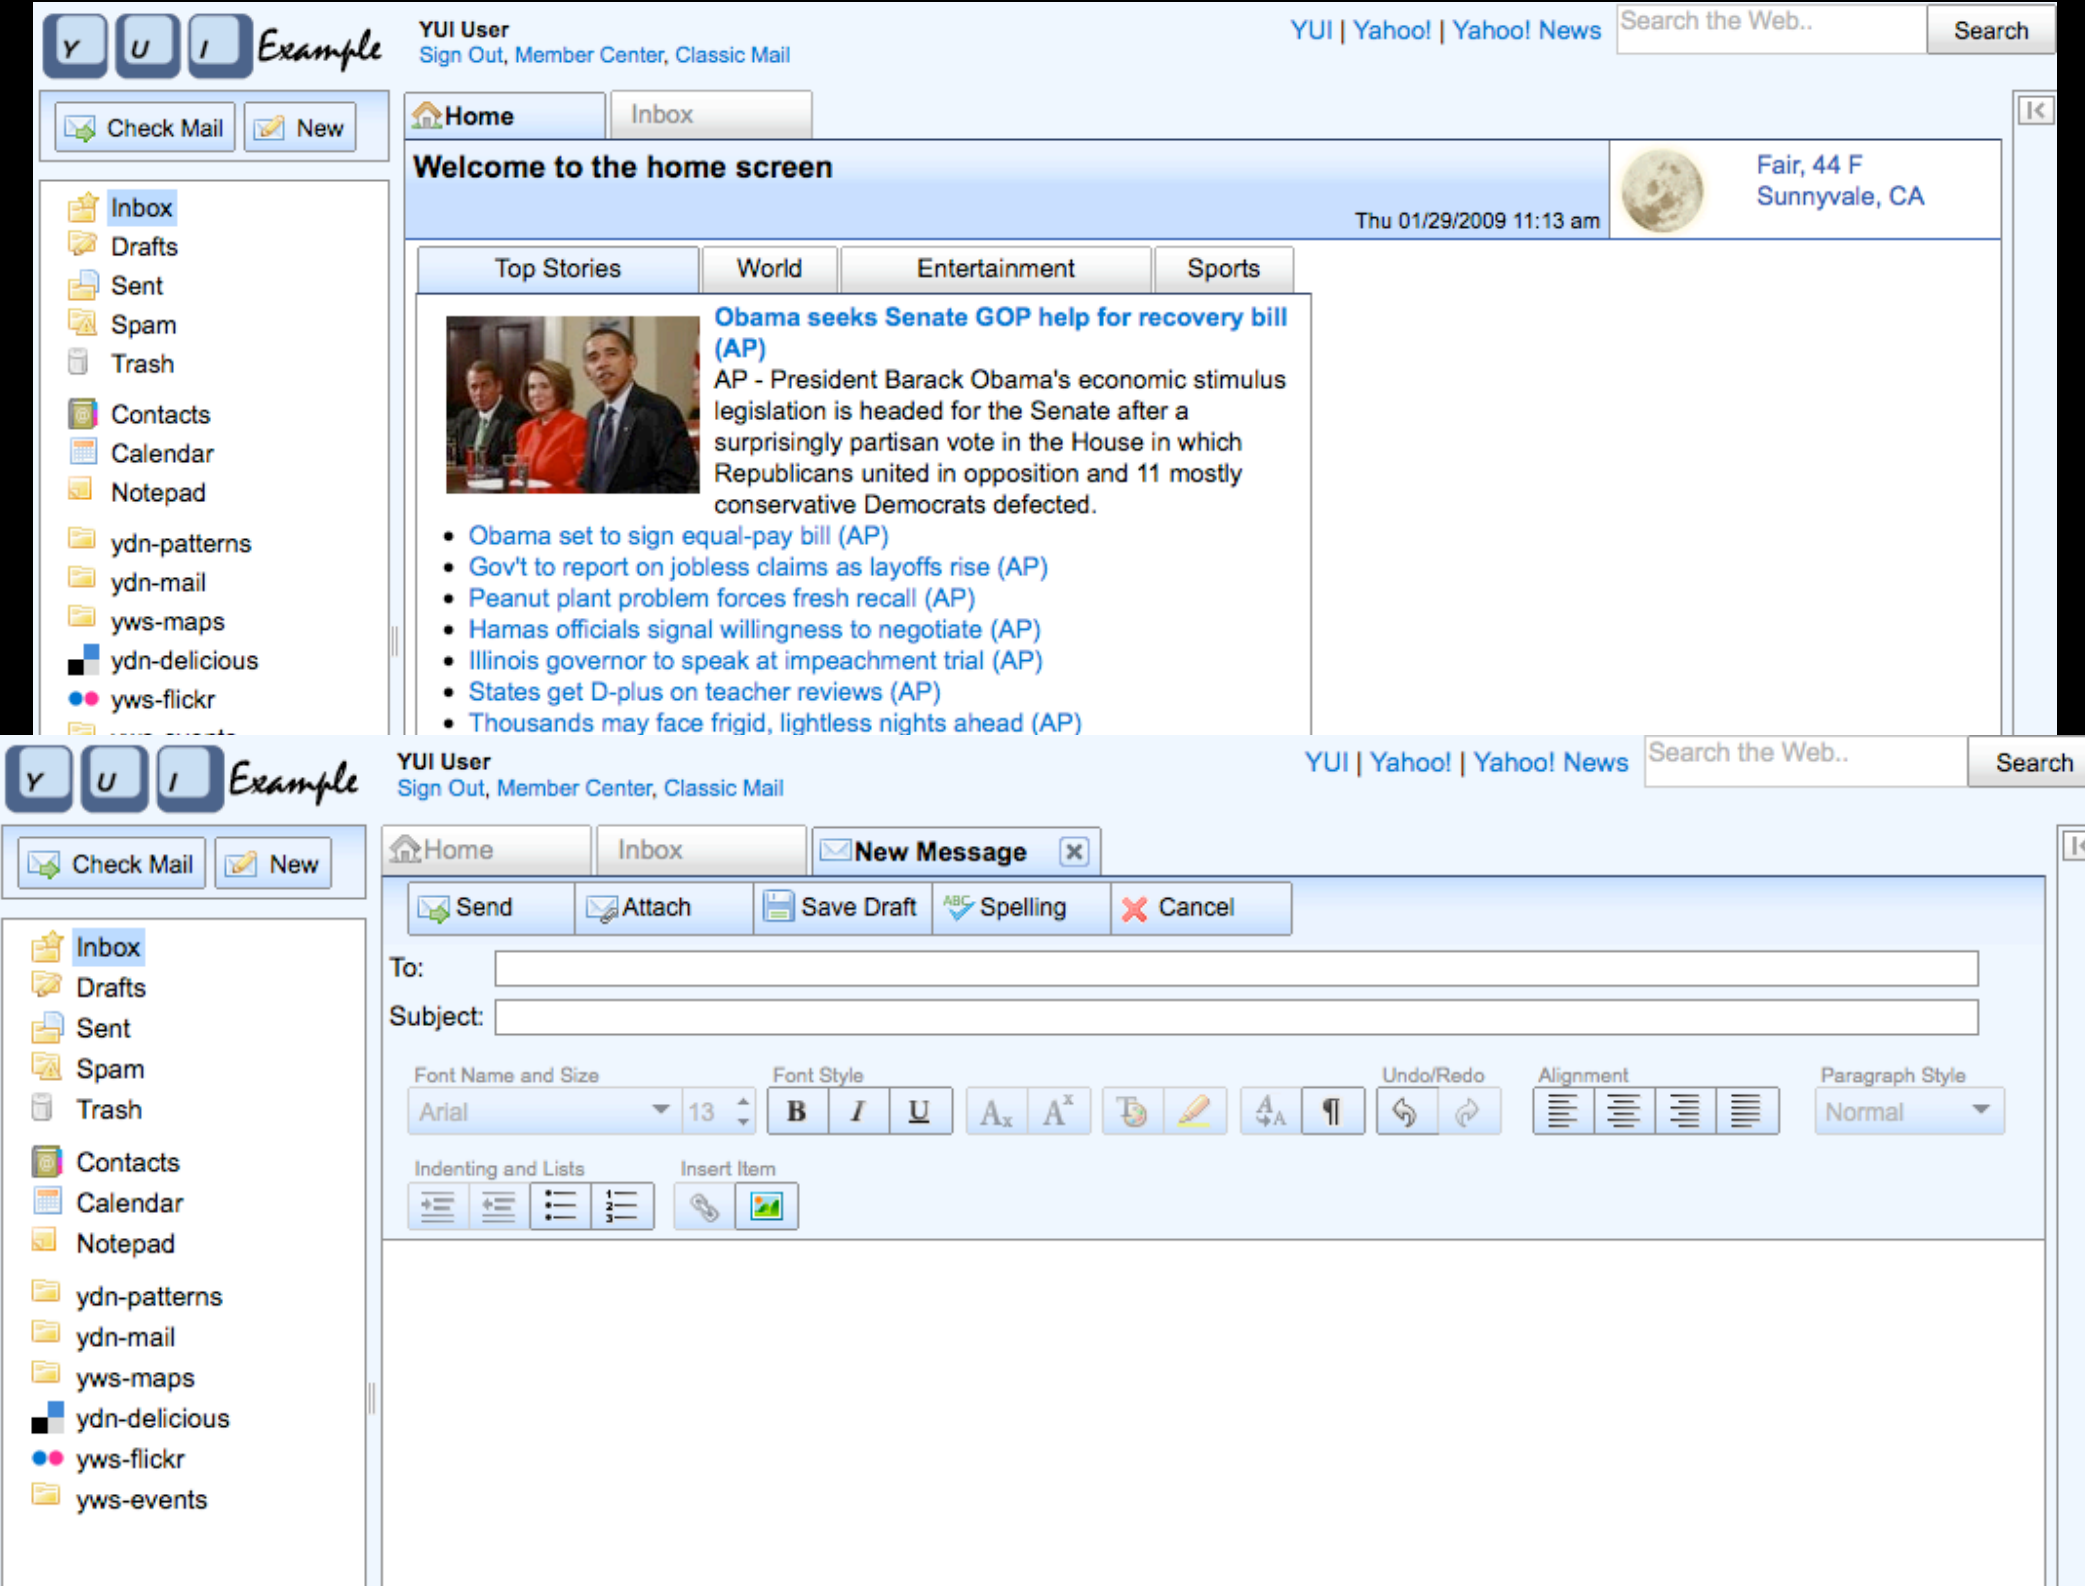 Y U I Example
YUI User
Sign Out, Member Center, Classic Mail
YUI | Yahoo! | Yahoo! News
Search the Web..
Search
Check Mail
New
Home
Inbox
Welcome to the home screen
Thu 01/29/2009 11:13 am
Fair, 44 F
Sunnyvale, CA
Inbox
Drafts
Sent
Spam
Trash
Contacts
Calendar
Notepad
ydn-patterns
ydn-mail
yws-maps
ydn-delicious
yws-flickr
Top Stories
World
Entertainment
Sports
Obama seeks Senate GOP help for recovery bill
(AP)
AP - President Barack Obama's economic stimulus
legislation is headed for the Senate after a
surprisingly partisan vote in the House in which
Republicans united in opposition and 11 mostly
conservative Democrats defected.
Obama set to sign equal-pay bill (AP)
Gov't to report on jobless claims as layoffs rise (AP)
Peanut plant problem forces fresh recall (AP)
Hamas officials signal willingness to negotiate (AP)
Illinois governor to speak at impeachment trial (AP)
States get D-plus on teacher reviews (AP)
Thousands may face frigid, lightless nights ahead (AP)
Y U I Example
YUI User
Sign Out, Member Center, Classic Mail
YUI | Yahoo! | Yahoo! News
Search the Web..
Search
Check Mail
New
Home
Inbox
New Message
Send
Attach
Save Draft
ABC Spelling
Cancel
To:
Subject:
Inbox
Drafts
Sent
Spam
Trash
Contacts
Calendar
Notepad
ydn-patterns
ydn-mail
yws-maps
ydn-delicious
yws-flickr
yws-events
Font Name and Size
Font Style
Undo/Redo
Alignment
Paragraph Style
Arial
13
B I U
Normal
Indenting and Lists
Insert Item